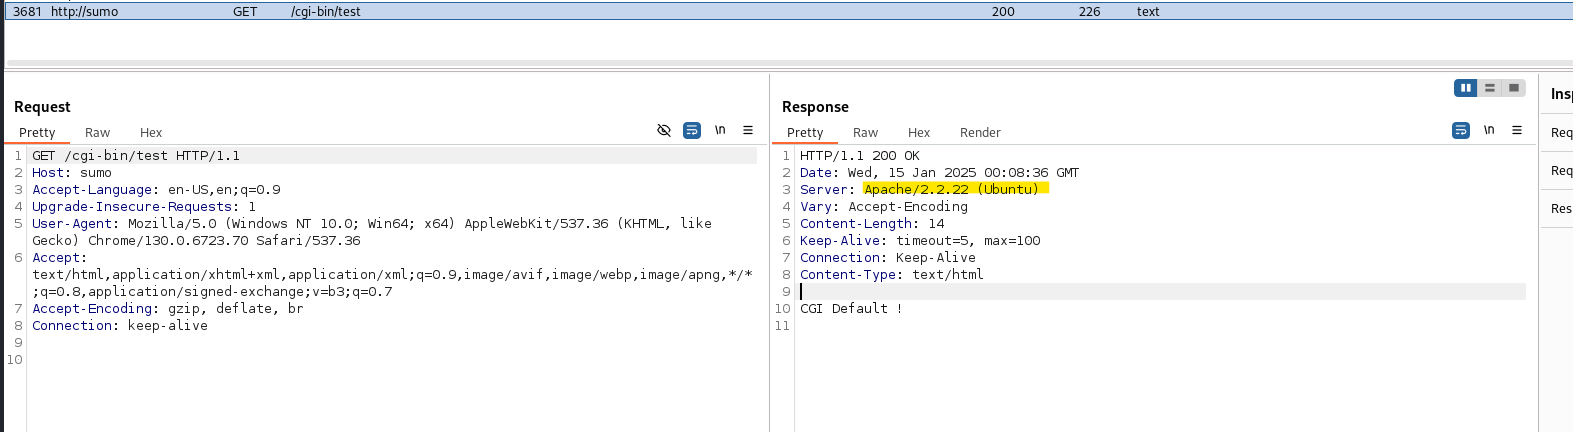 3681 http://sumo GET /cgi-bin/test 200 226 text
Request
Pretty Raw Hex
\n
1 GET /cgi-bin/test HTTP/1.1
2 Host: sumo
3 Accept-Language: en-US,en;q=0.9
4 Upgrade-Insecure-Requests: 1
5 User-Agent: Mozilla/5.0 (Windows NT 10.0; Win64; x64) AppleWebKit/537.36 (KHTML, like
Gecko) Chrome/130.0.6723.70 Safari/537.36
6 Accept:
text/html,application/xhtml+xml,application/xml;q=0.9,image/avif,image/webp,image/apng,*/*
;q=0.8,application/signed-exchange;v=b3;q=0.7
7 Accept-Encoding: gzip, deflate, br
8 Connection: keep-alive
9
10
Response
Pretty Raw Hex Render
\n
1 HTTP/1.1 200 OK
2 Date: Wed, 15 Jan 2025 00:08:36 GMT
3 Server: Apache/2.2.22 (Ubuntu)
4 Vary: Accept-Encoding
5 Content-Length: 14
6 Keep-Alive: timeout=5, max=100
7 Connection: Keep-Alive
8 Content-Type: text/html
9
10 CGI Default !
11
Ins
Req
Req
Res